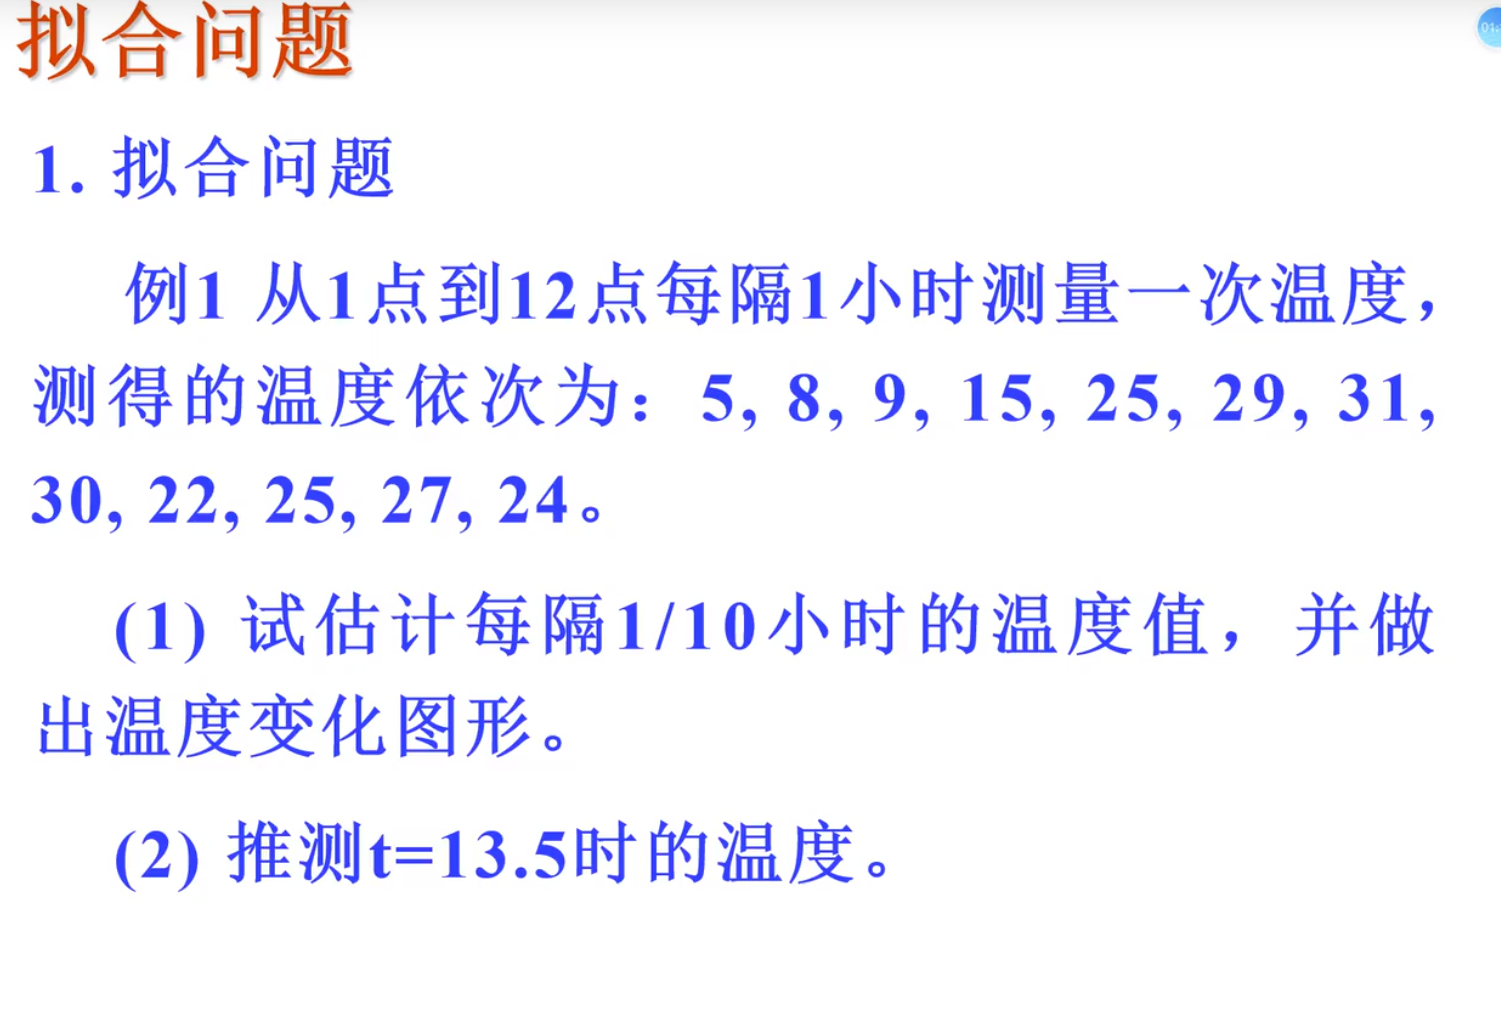 拟合问题
01:
1. 拟合问题
例1 从1点到12点每隔1小时测量一次温度，
测得的温度依次为：5, 8, 9, 15, 25, 29, 31,
30, 22, 25, 27, 24。
(1) 试估计每隔1/10小时的温度值，并做
出温度变化图形。
(2) 推测t=13.5时的温度。